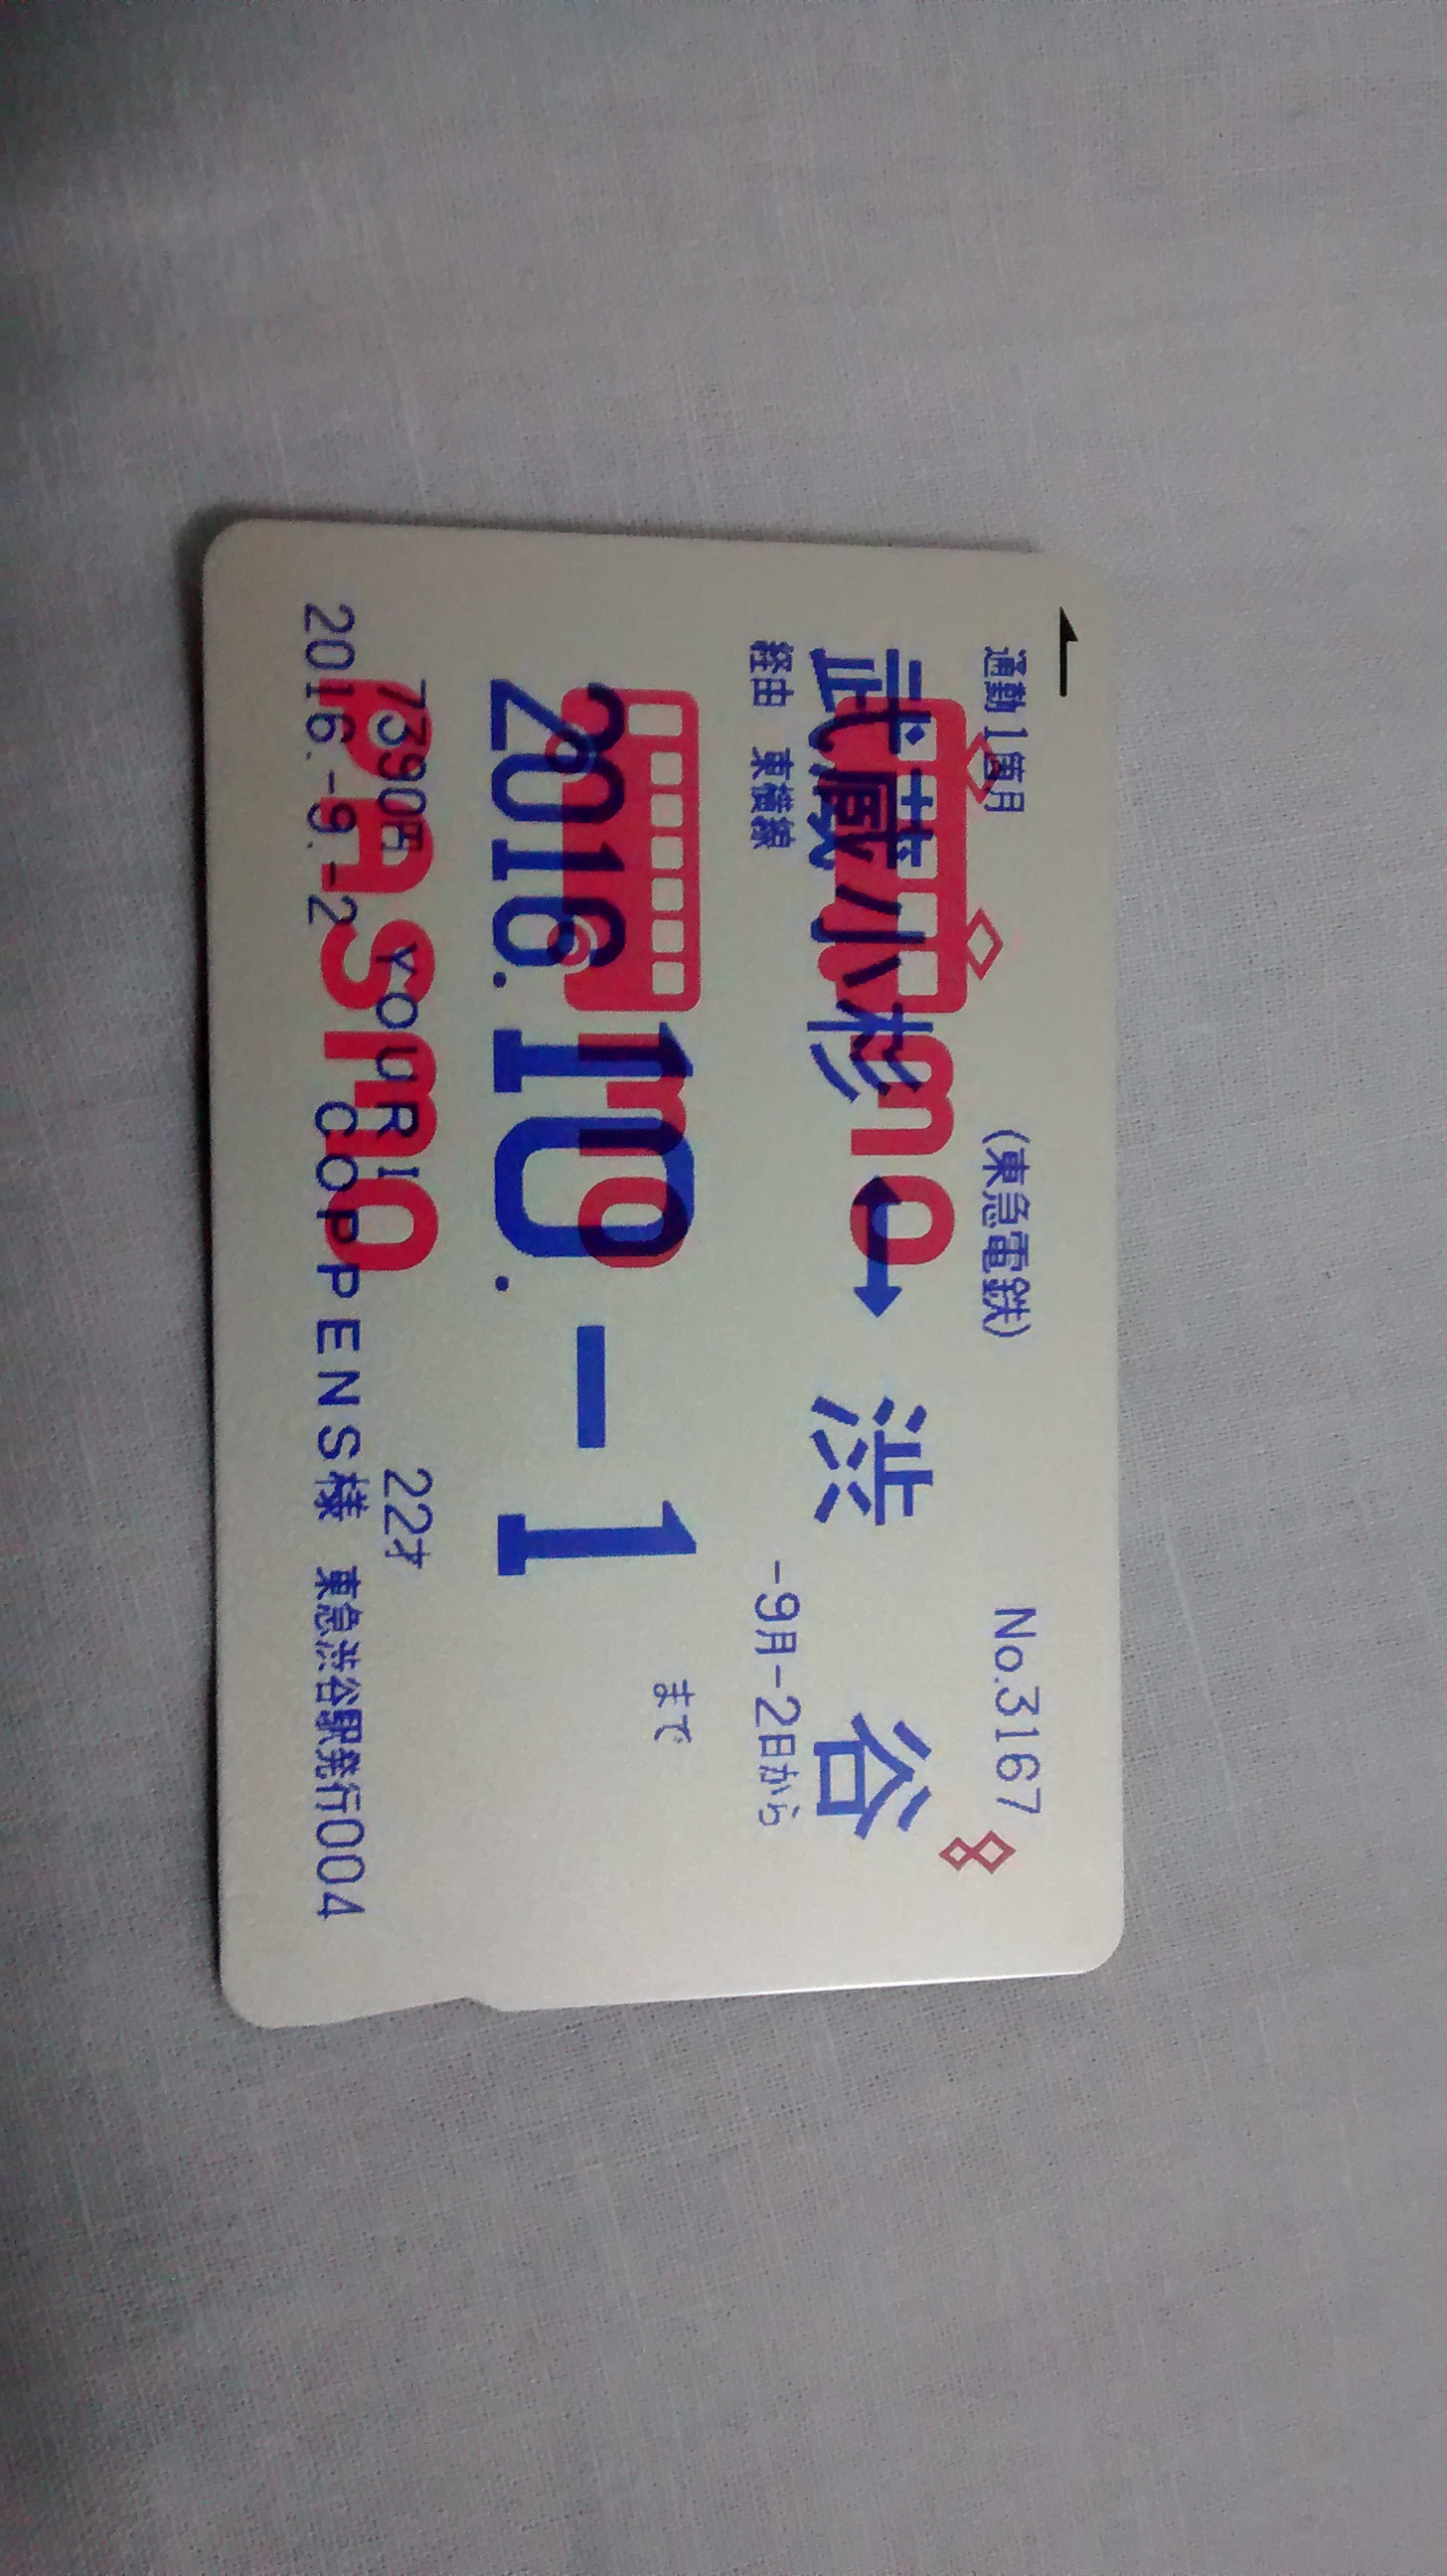 通勤1箇月 (東急電鉄) No.3167
武蔵小杉 ↔ 渋谷
mo
経由 東横線 -9月-2日から
mo
2016.10.-1 まで
PASMO
7390円 YOURI 22才
2016.-9.-2 COPPENS様 東急渋谷駅発行004